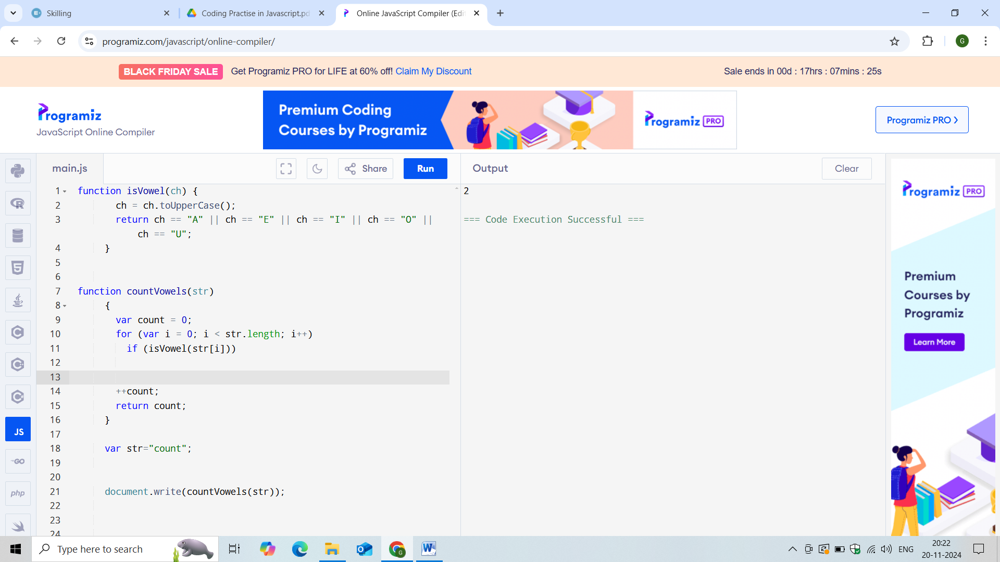 Skilling
Coding Practise in Javascript.pd
Online JavaScript Compiler (Edi
programiz.com/javascript/online-compiler/
G
BLACK FRIDAY SALE Get Programiz PRO for LIFE at 60% off! Claim My Discount
Sale ends in 00d : 17hrs : 07mins : 25s
Programiz
JavaScript Online Compiler
Premium Coding
Courses by Programiz
Programiz PRO
Programiz PRO ❯
main.js
Share
Run
Output
Clear
1 function isVowel(ch) {
2 ch = ch.toUpperCase();
3 return ch == "A" || ch == "E" || ch == "I" || ch == "O" ||
ch == "U";
4 }
5
6
7 function countVowels(str)
8 {
9 var count = 0;
10 for (var i = 0; i < str.length; i++)
11 if (isVowel(str[i]))
12
13
14 ++count;
15 return count;
16 }
17
18 var str="count";
19
20
21 document.write(countVowels(str));
22
23
24
2
=== Code Execution Successful ===
JS
GO
php
Programiz PRO
Premium
Courses by
Programiz
Learn More
Type here to search
G
ENG
20:22
20-11-2024